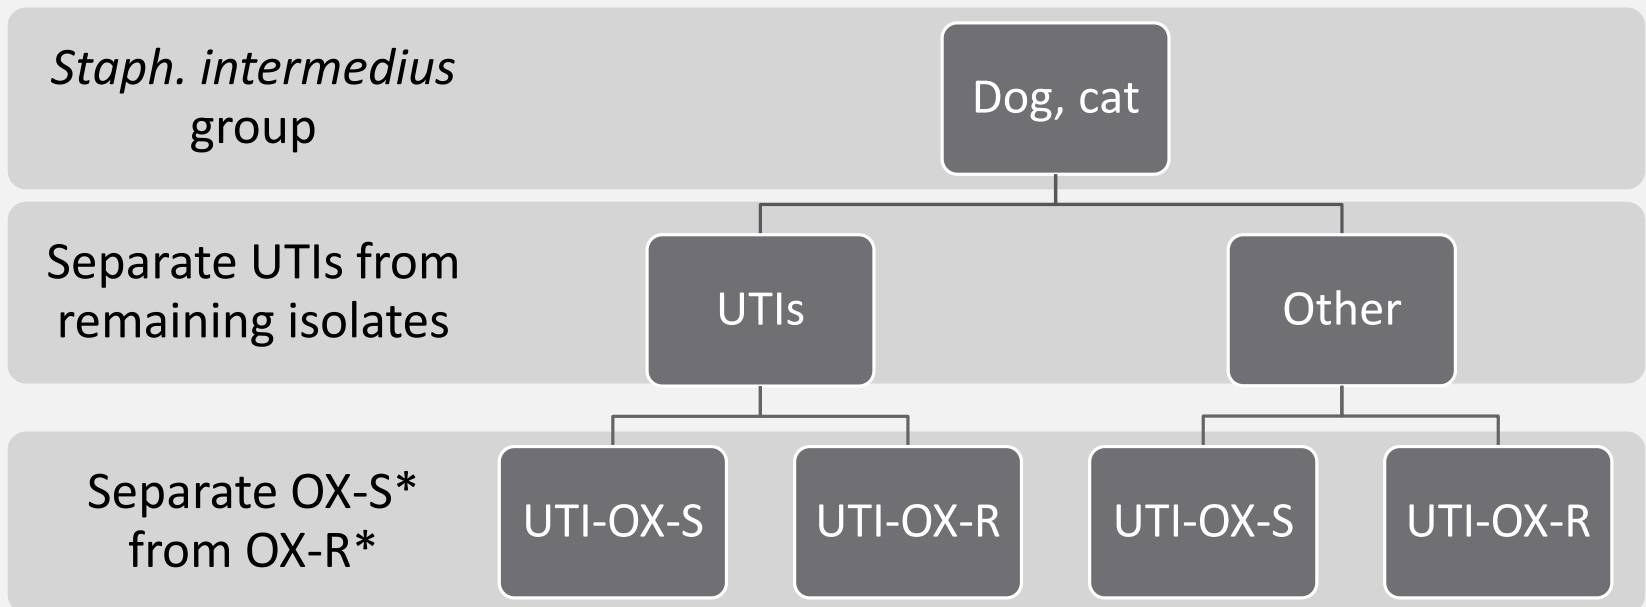 Staph. intermedius
group
Dog, cat
Separate UTIs from
remaining isolates
UTIs
Other
Separate OX-S*
from OX-R*
UTI-OX-S
UTI-OX-R
UTI-OX-S
UTI-OX-R